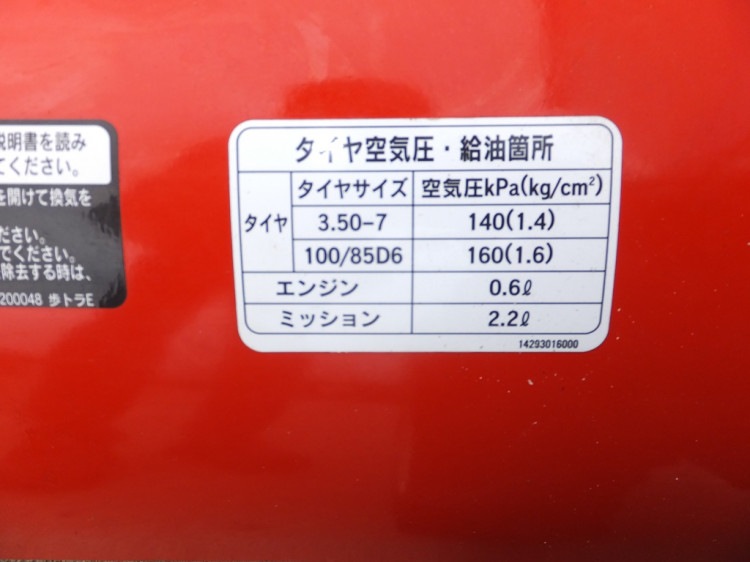 説明書を読み
てください。
を開けて換気を
ださい。
でください。
除去する時は、
200048 歩トラE
タイヤ空気圧・給油箇所
タイヤ
タイヤサイズ 空気圧kPa(kg/cm²)
3.50-7 140(1.4)
100/85D6 160(1.6)
エンジン 0.6ℓ
ミッション 2.2ℓ
14293016000